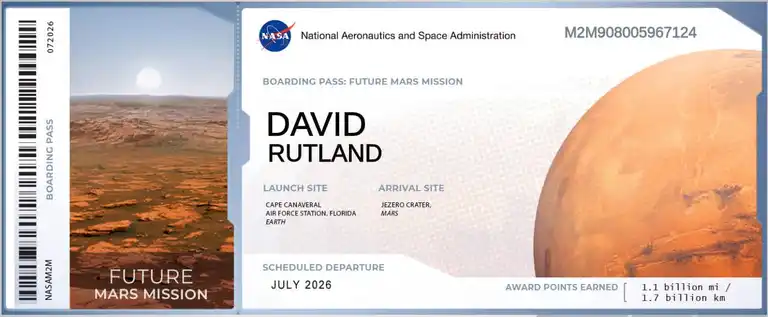 072026
BOARDING PASS
NASAM2M
FUTURE
MARS MISSION
NASA
National Aeronautics and Space Administration
M2M908005967124
BOARDING PASS: FUTURE MARS MISSION
DAVID
RUTLAND
LAUNCH SITE
CAPE CANAVERAL
AIR FORCE STATION, FLORIDA
EARTH
ARRIVAL SITE
JEZERO CRATER,
MARS
SCHEDULED DEPARTURE
JULY 2026
AWARD POINTS EARNED
1.1 billion mi /
1.7 billion km